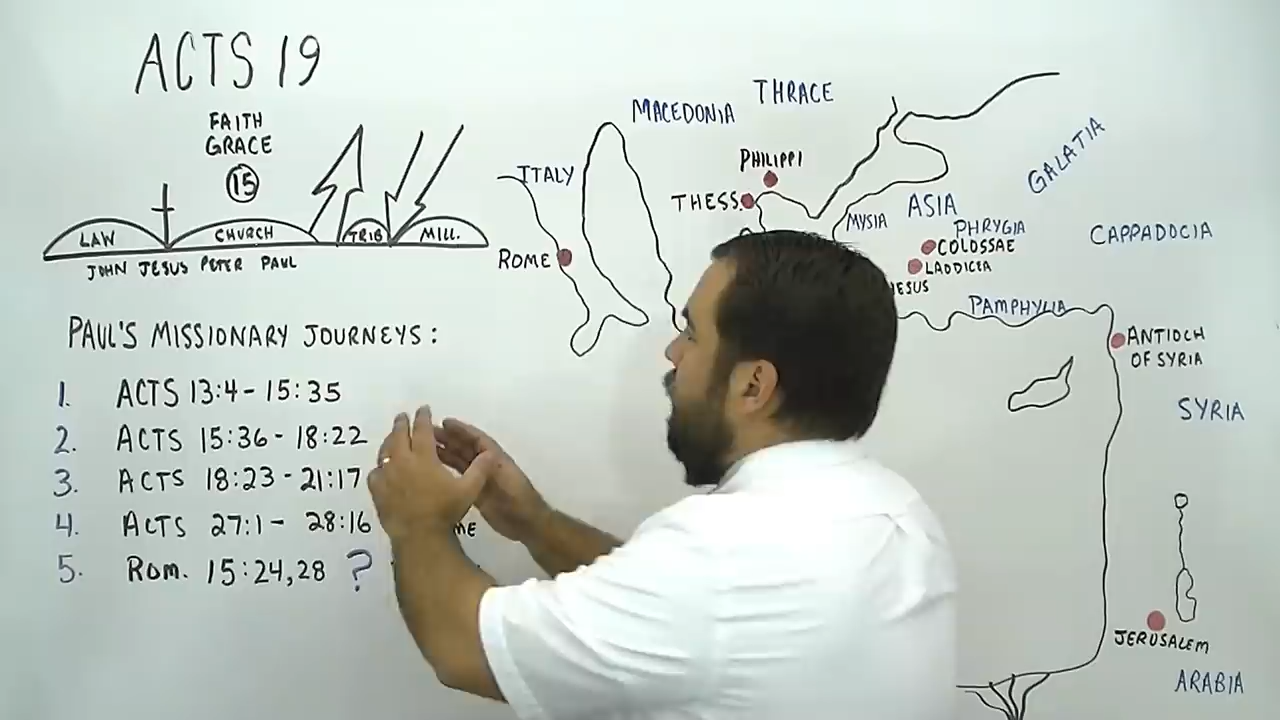 ACTS 19
FAITH
GRACE
15
LAW
CHURCH
TRIB
MILL.
JOHN JESUS PETER PAUL
PAUL'S MISSIONARY JOURNEYS:
1. ACTS 13:4 - 15:35
2. ACTS 15:36 - 18:22
3. ACTS 18:23 - 21:17
4. ACTS 27:1 - 28:16
5. Rom. 15:24,28 ?
MACEDONIA
THRACE
ITALY
PHILIPPI
THESS.
ROME
MYSIA
ASIA
GALATIA
PHRYGIA
COLOSSAE
LAODICEA
CAPPADOCIA
PAMPHYLIA
ANTIOCH
OF SYRIA
SYRIA
JERUSALEM
ARABIA